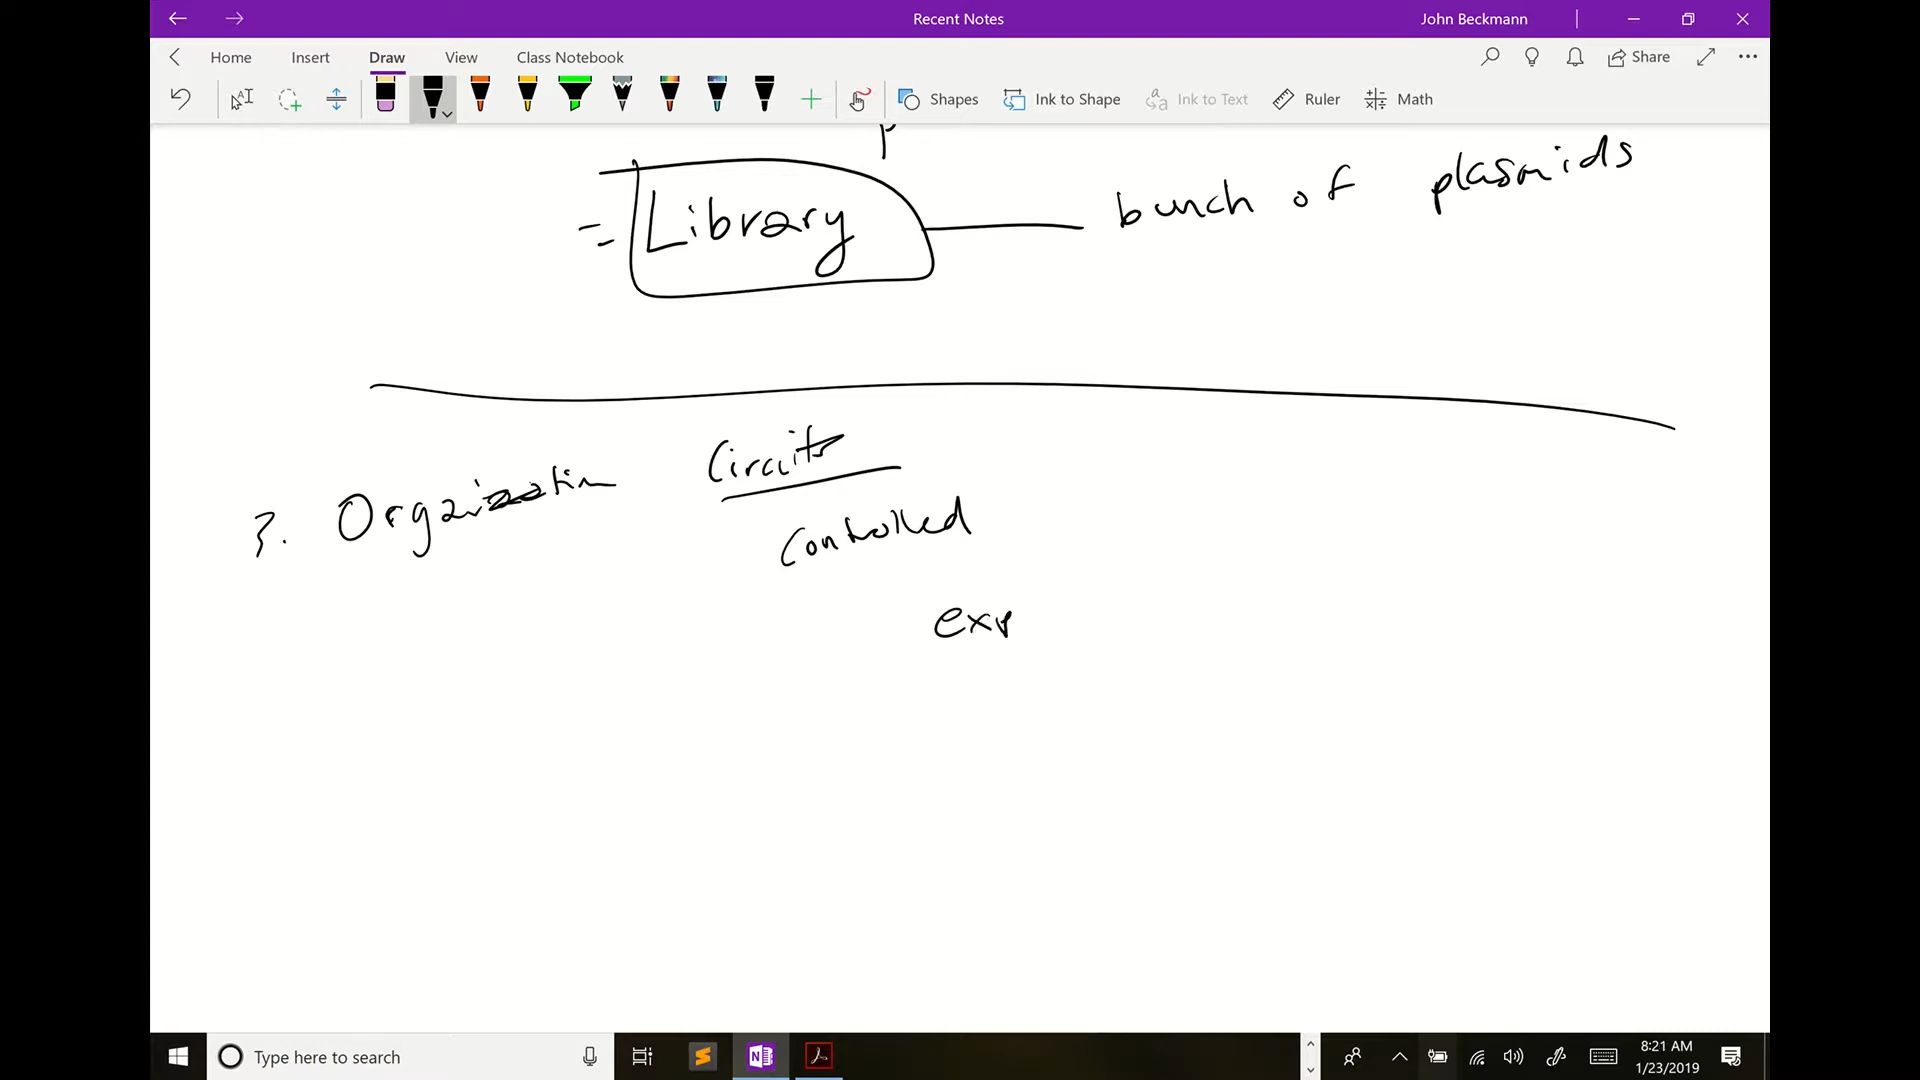 Recent Notes
John Beckmann
Home Insert Draw View Class Notebook
Share
Shapes Ink to Shape Ink to Text Ruler Math
= Library bunch of plasmids
3. Organization Circuits
Controlled
exp
Type here to search
8:21 AM
1/23/2019